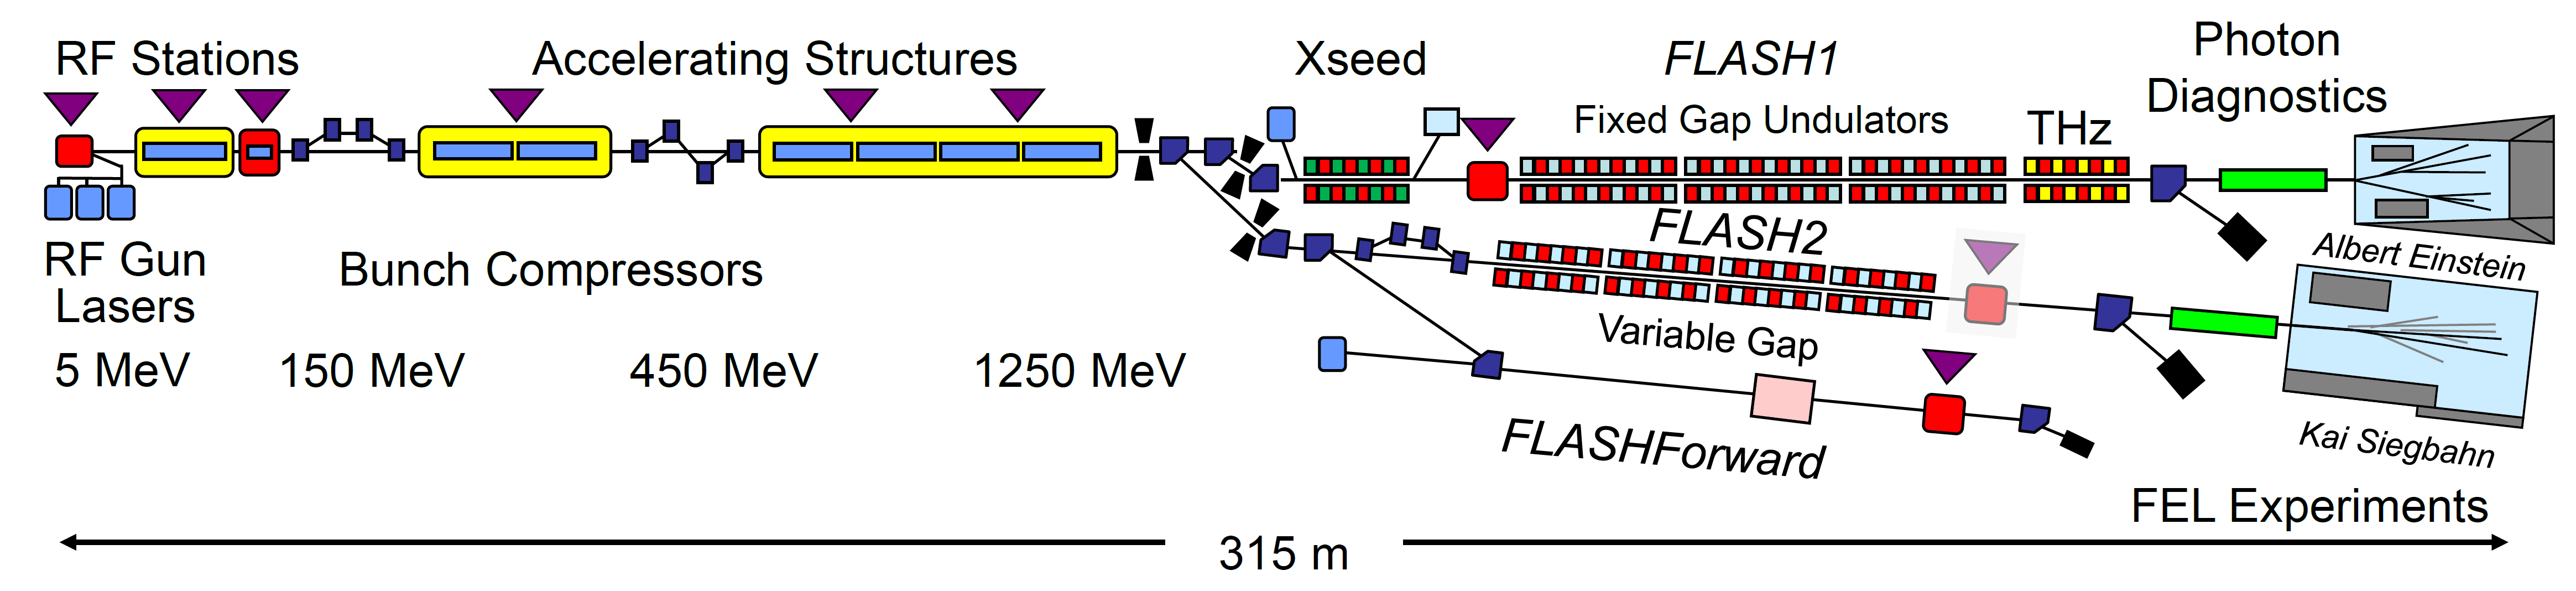 RF Stations
Accelerating Structures
Xseed
FLASH1
Fixed Gap Undulators
THz
Photon
Diagnostics
RF Gun
Lasers
Bunch Compressors
FLASH2
Variable Gap
Albert Einstein
5 MeV
150 MeV
450 MeV
1250 MeV
FLASHForward
Kai Siegbahn
FEL Experiments
315 m